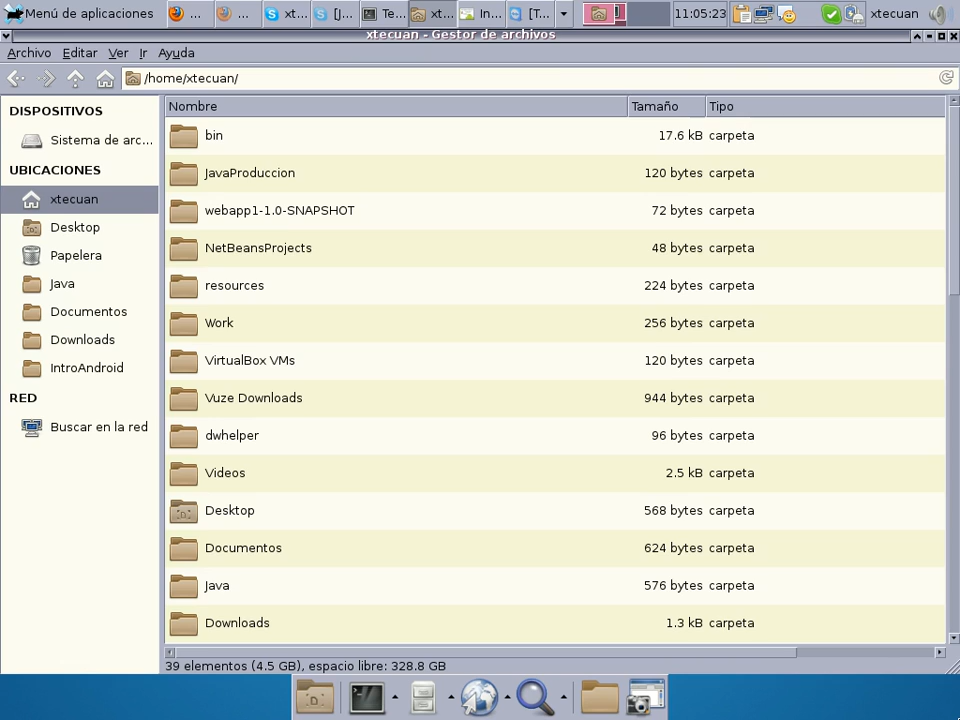 Menú de aplicaciones ... ... xt... [J... Te... xt... In... [T... 11:05:23 xtecuan
xtecuan - Gestor de archivos
Archivo Editar Ver Ir Ayuda
/home/xtecuan/
DISPOSITIVOS
Sistema de arc...
UBICACIONES
xtecuan
Desktop
Papelera
Java
Documentos
Downloads
IntroAndroid
RED
Buscar en la red
Nombre Tamaño Tipo
bin 17.6 kB carpeta
JavaProduccion 120 bytes carpeta
webapp1-1.0-SNAPSHOT 72 bytes carpeta
NetBeansProjects 48 bytes carpeta
resources 224 bytes carpeta
Work 256 bytes carpeta
VirtualBox VMs 120 bytes carpeta
Vuze Downloads 944 bytes carpeta
dwhelper 96 bytes carpeta
Videos 2.5 kB carpeta
Desktop 568 bytes carpeta
Documentos 624 bytes carpeta
Java 576 bytes carpeta
Downloads 1.3 kB carpeta
39 elementos (4.5 GB), espacio libre: 328.8 GB